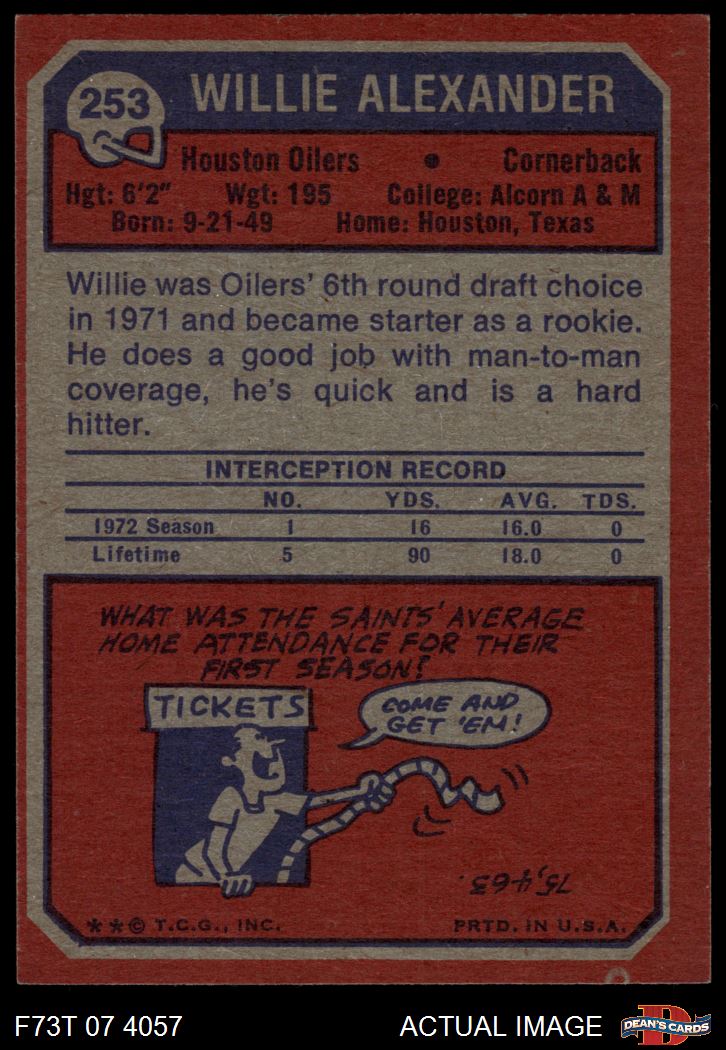 253
WILLIE ALEXANDER
Houston Oilers • Cornerback
Hgt: 6'2" Wgt: 195 College: Alcorn A & M
Born: 9-21-49 Home: Houston, Texas
Willie was Oilers' 6th round draft choice
in 1971 and became starter as a rookie.
He does a good job with man-to-man
coverage, he's quick and is a hard
hitter.
INTERCEPTION RECORD
NO. YDS. AVG. TDS.
1972 Season 1 16 16.0 0
Lifetime 5 90 18.0 0
WHAT WAS THE SAINTS' AVERAGE
HOME ATTENDANCE FOR THEIR
FIRST SEASON?
TICKETS
COME AND
GET 'EM!
75,463.
**© T.C.G., INC. PRTD. IN U.S.A.
F73T 07 4057 ACTUAL IMAGE
D
DEAN'S CARDS